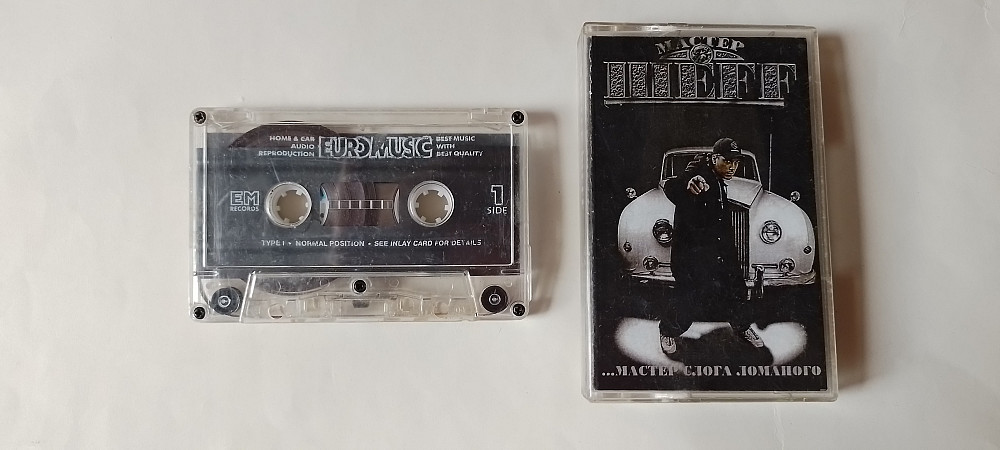 HOME & CAR
AUDIO
REPRODUCTION
EUROMUSIC
BEST MUSIC
WITH
BEST QUALITY
EM
RECORDS
1
SIDE
TYPE I • NORMAL POSITION • SEE INLAY CARD FOR DETAILS
МАСТЕР
ШЕFF
...МАСТЕР СЛОГА ЛОМАНОГО